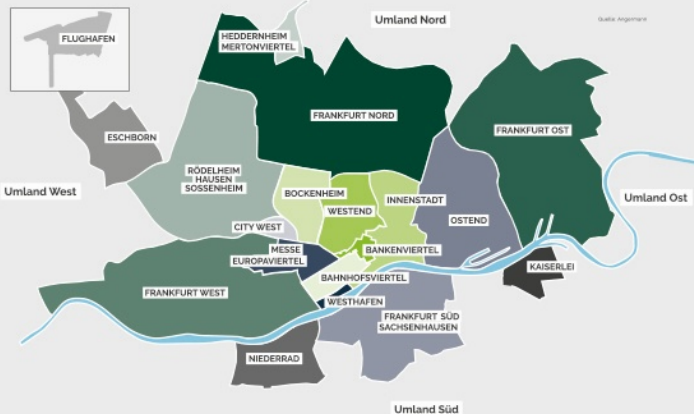 Umland Nord
Quelle: Angermann
FLUGHAFEN
HEDDERNHEIM
MERTONVIERTEL
FRANKFURT NORD
FRANKFURT OST
ESCHBORN
RÖDELHEIM
HAUSEN
SOSSENHEIM
Umland West
BOCKENHEIM
WESTEND
INNENSTADT
OSTEND
Umland Ost
CITY WEST
MESSE
EUROPAVIERTEL
BANKENVIERTEL
KAISERLEI
BAHNHOFSVIERTEL
FRANKFURT WEST
WESTHAFEN
FRANKFURT SÜD
SACHSENHAUSEN
NIEDERRAD
Umland Süd